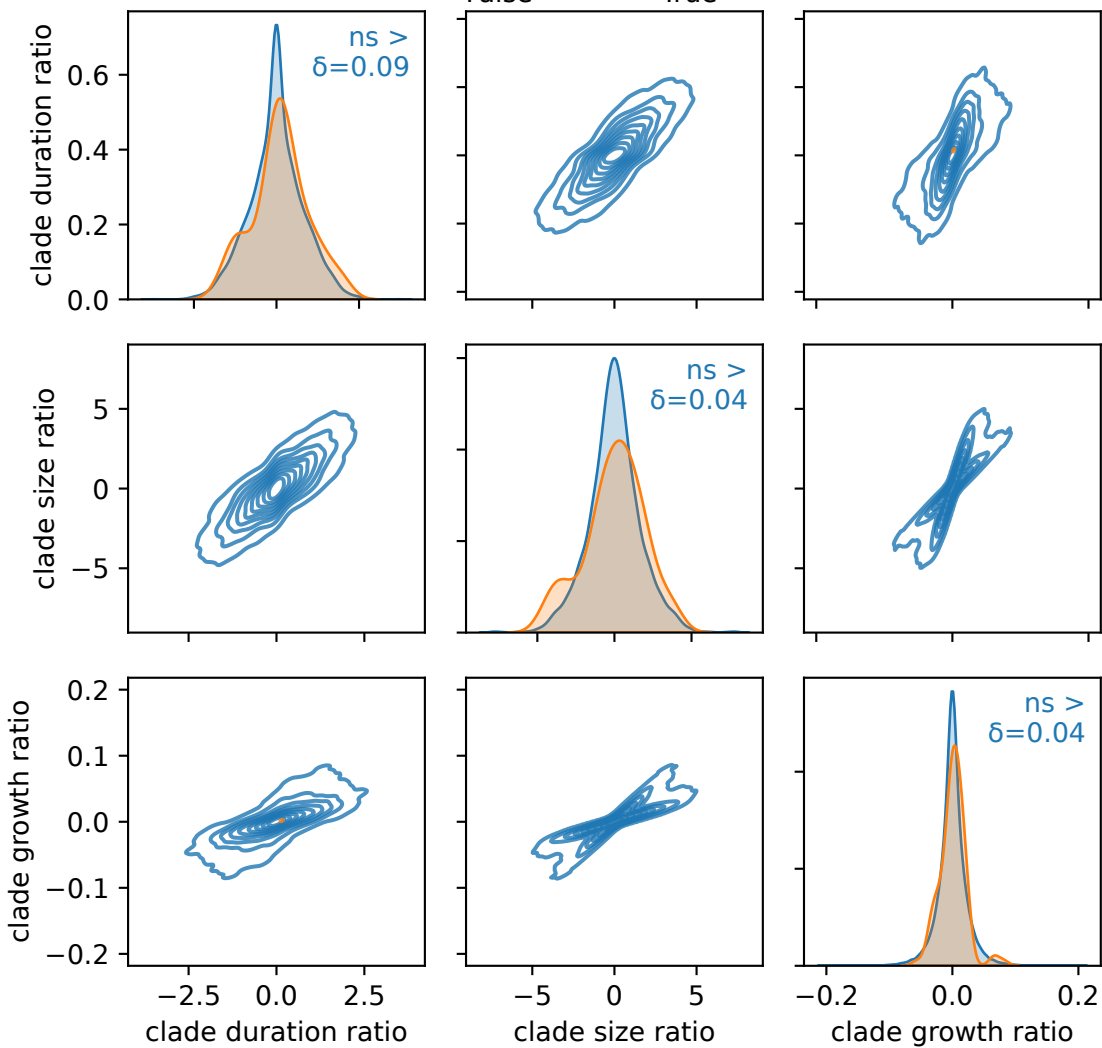 False True
clade duration ratio
0.6
0.4
0.2
0.0
ns >
δ=0.09
clade size ratio
5
0
−5
ns >
δ=0.04
clade growth ratio
0.2
0.1
0.0
−0.1
−0.2
ns >
δ=0.04
−2.5 0.0 2.5
−5 0 5
−0.2 0.0 0.2
clade duration ratio
clade size ratio
clade growth ratio